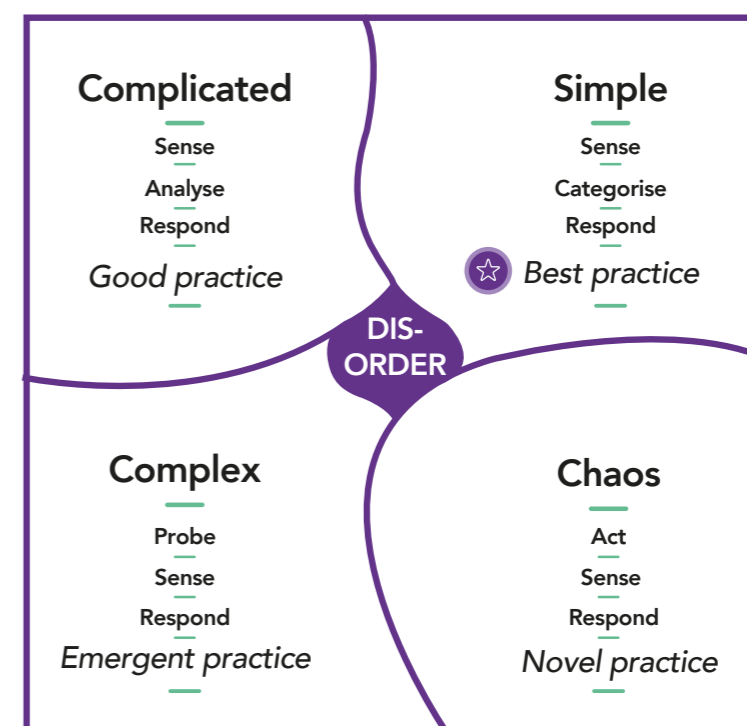 Complicated
Sense
Analyse
Respond
Good practice
Simple
Sense
Categorise
Respond
Best practice
DIS-
ORDER
Complex
Probe
Sense
Respond
Emergent practice
Chaos
Act
Sense
Respond
Novel practice